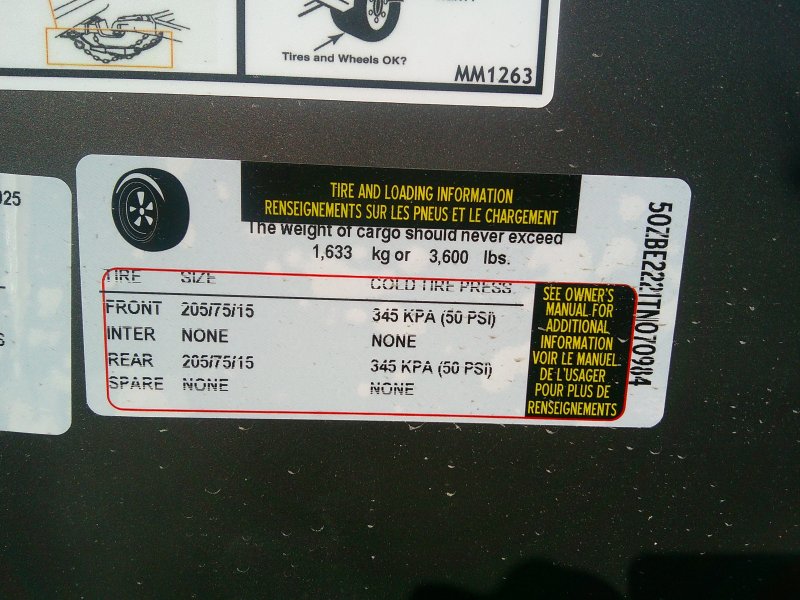 Tires and Wheels OK?
MM1263
025
TIRE AND LOADING INFORMATION
RENSEIGNEMENTS SUR LES PNEUS ET LE CHARGEMENT
The weight of cargo should never exceed
1,633 kg or 3,600 lbs.
TIRE SIZE COLD TIRE PRESS.
FRONT 205/75/15 345 KPA (50 PSI)
INTER NONE NONE
REAR 205/75/15 345 KPA (50 PSI)
SPARE NONE NONE
SEE OWNER'S
MANUAL FOR
ADDITIONAL
INFORMATION
VOIR LE MANUEL
DE L'USAGER
POUR PLUS DE
RENSEIGNEMENTS